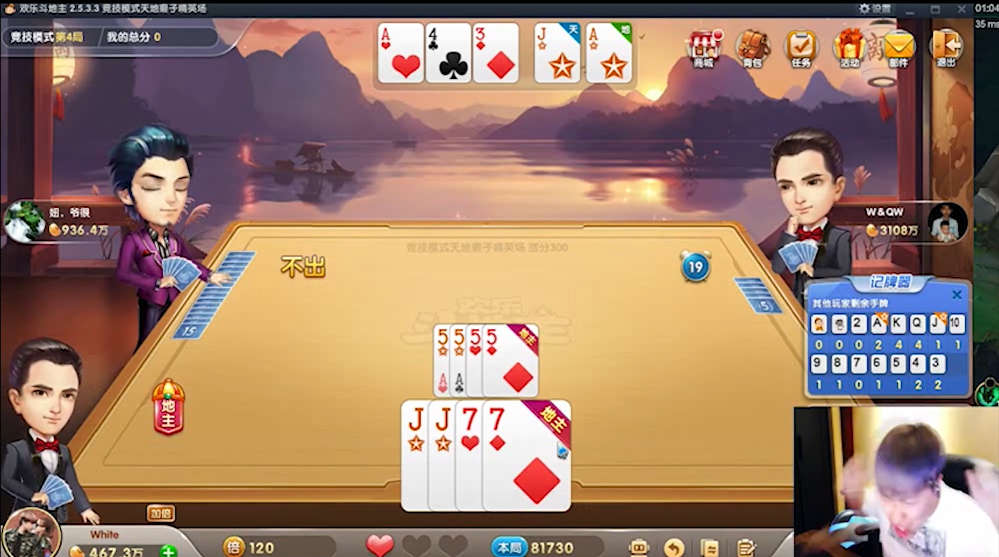 欢乐斗地主 2.5.3.3 竞技模式天地癞子精英场
设置
01:04
35 ms
竞技模式第4局
我的总分 0
A
4
3
J
天
A
地
商城
背包
任务
活动
邮件
退出
妞，爷很
936.4万
W&QW
3108万
竞技模式天地癞子精英场 底分300
不出
19
15
5
欢乐
斗地主
记牌器
其他玩家剩余手牌
2 A K Q J 10
0 0 0 2 4 4 1 1
9 8 7 6 5 4 3
1 1 0 1 1 2 2
5 5 5 5
地主
A A
地主
J J 7 7
地主
加倍
White
467.3万
倍 120
本局 81730